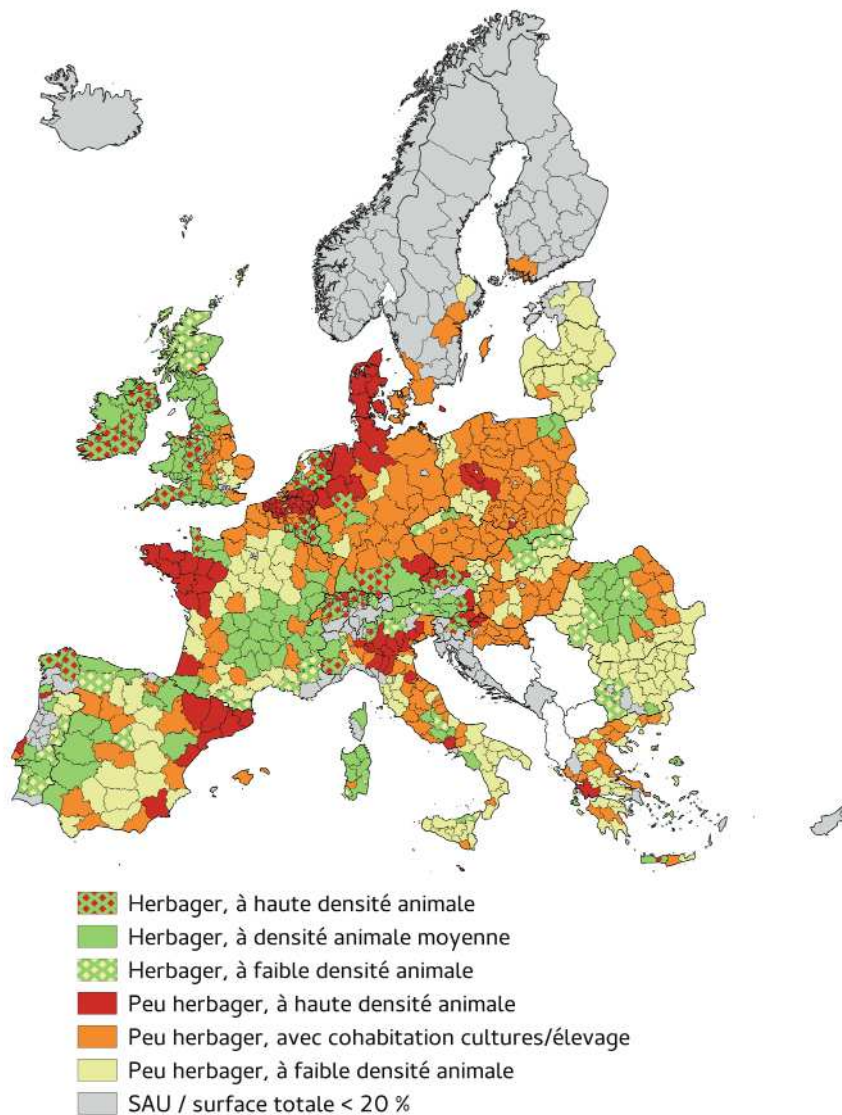 Herbager, à haute densité animale
Herbager, à densité animale moyenne
Herbager, à faible densité animale
Peu herbager, à haute densité animale
Peu herbager, avec cohabitation cultures/élevage
Peu herbager, à faible densité animale
SAU / surface totale < 20 %